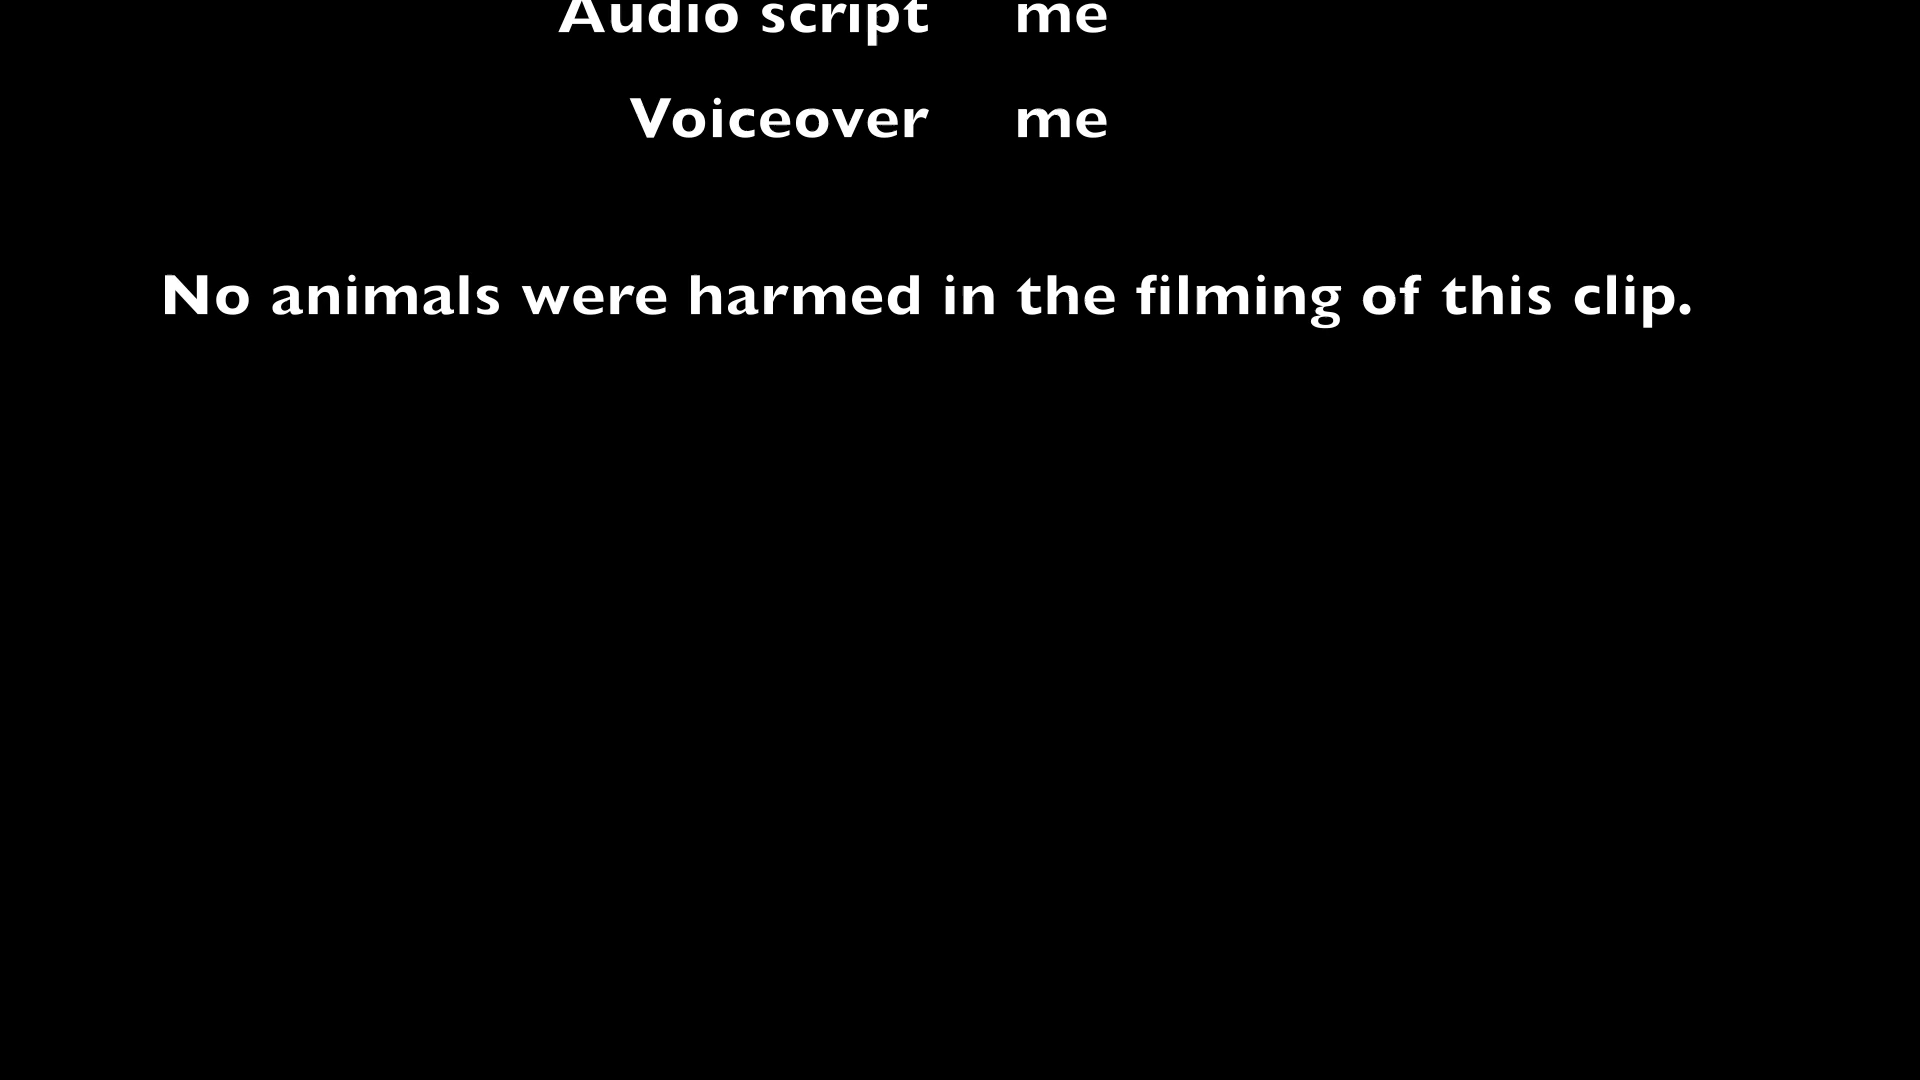 Audio script me
Voiceover me
No animals were harmed in the filming of this clip.